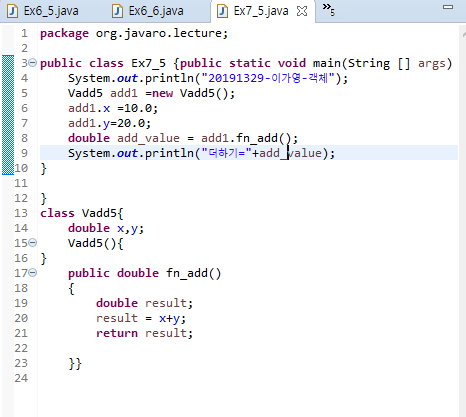 Ex6_5.java Ex6_6.java Ex7_5.java »5
1 package org.javaro.lecture;
2
3 public class Ex7_5 {public static void main(String [] args)
4 System.out.println("20191329-이가영-객체");
5 Vadd5 add1 =new Vadd5();
6 add1.x =10.0;
7 add1.y=20.0;
8 double add_value = add1.fn_add();
9 System.out.println("더하기="+add_value);
10 }
11
12 }
13 class Vadd5{
14 double x,y;
15 Vadd5(){
16 }
17 public double fn_add()
18 {
19 double result;
20 result = x+y;
21 return result;
22
23 }}
24